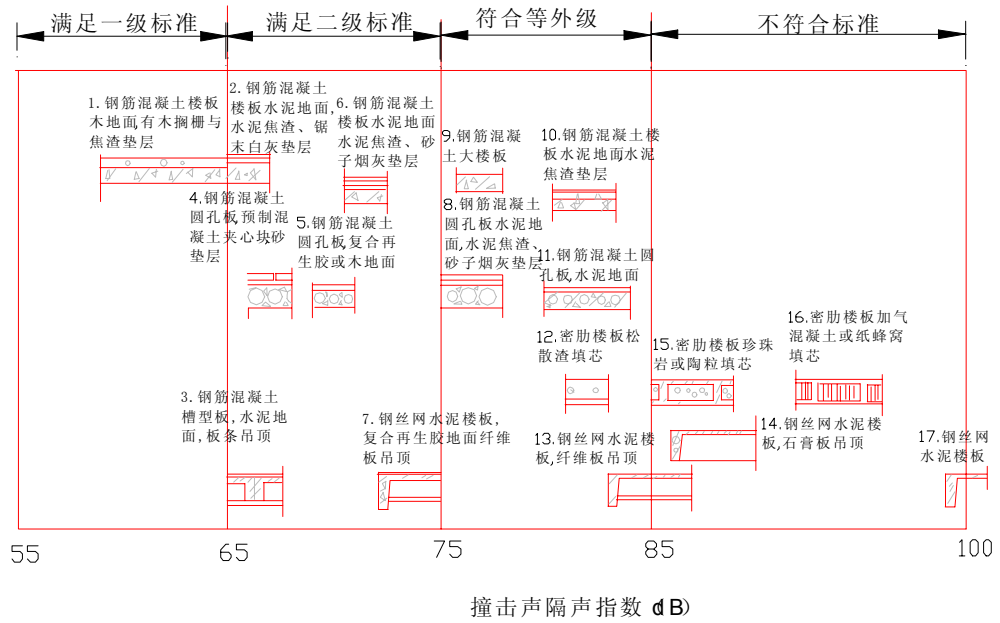 满足一级标准
满足二级标准
符合等外级
不符合标准
1.钢筋混凝土楼板
木地面,有木搁栅与
焦渣垫层
2.钢筋混凝土
楼板水泥地面,
水泥焦渣、锯
末白灰垫层
6.钢筋混凝土
楼板水泥地面
水泥焦渣、砂
子烟灰垫层
9.钢筋混凝
土大楼板
10.钢筋混凝土楼
板水泥地面水泥
焦渣垫层
4.钢筋混凝土
圆孔板,预制混
凝土夹心块砂
垫层
5.钢筋混凝土
圆孔板,复合再
生胶或木地面
8.钢筋混凝土
圆孔板水泥地
面,水泥焦渣、
砂子烟灰垫层
11.钢筋混凝土圆
孔板,水泥地面
12.密肋楼板松
散渣填芯
15.密肋楼板珍珠
岩或陶粒填芯
16.密肋楼板加气
混凝土或纸蜂窝
填芯
3.钢筋混凝土
槽型板,水泥地
面,板条吊顶
7.钢丝网水泥楼板,
复合再生胶地面纤维
板吊顶
13.钢丝网水泥楼
板,纤维板吊顶
14.钢丝网水泥楼
板,石膏板吊顶
17.钢丝网
水泥楼板
55 65 75 85 100
撞击声隔声指数 dB)